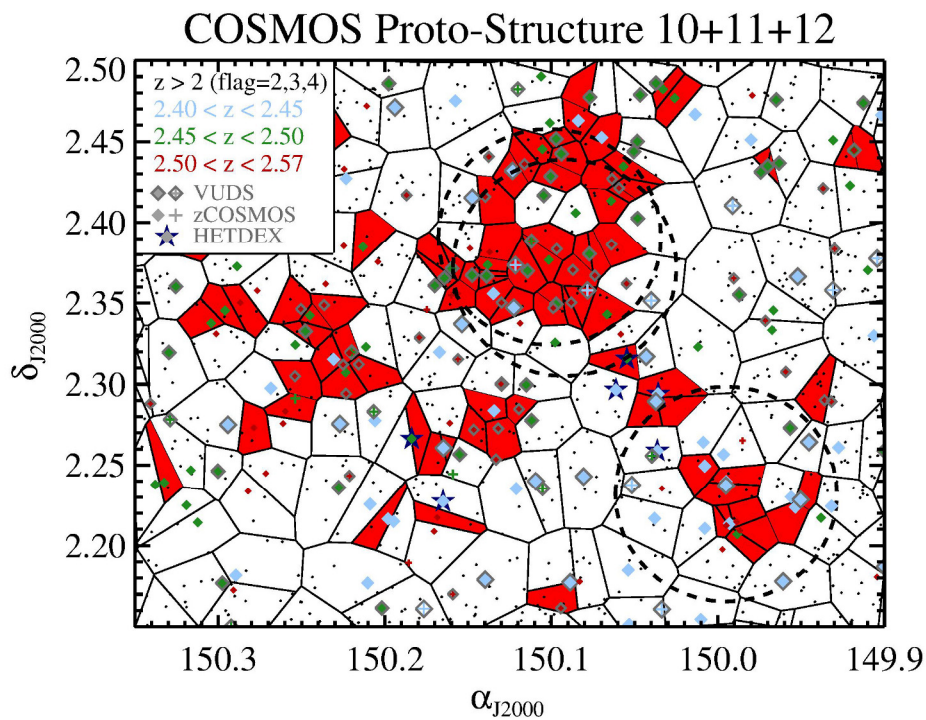 COSMOS Proto-Structure 10+11+12
2.50
2.45
2.40
2.35
2.30
2.25
2.20
δJ2000
z > 2 (flag=2,3,4)
2.40 < z < 2.45
2.45 < z < 2.50
2.50 < z < 2.57
VUDS
zCOSMOS
HETDEX
150.3 150.2 150.1 150.0 149.9
αJ2000